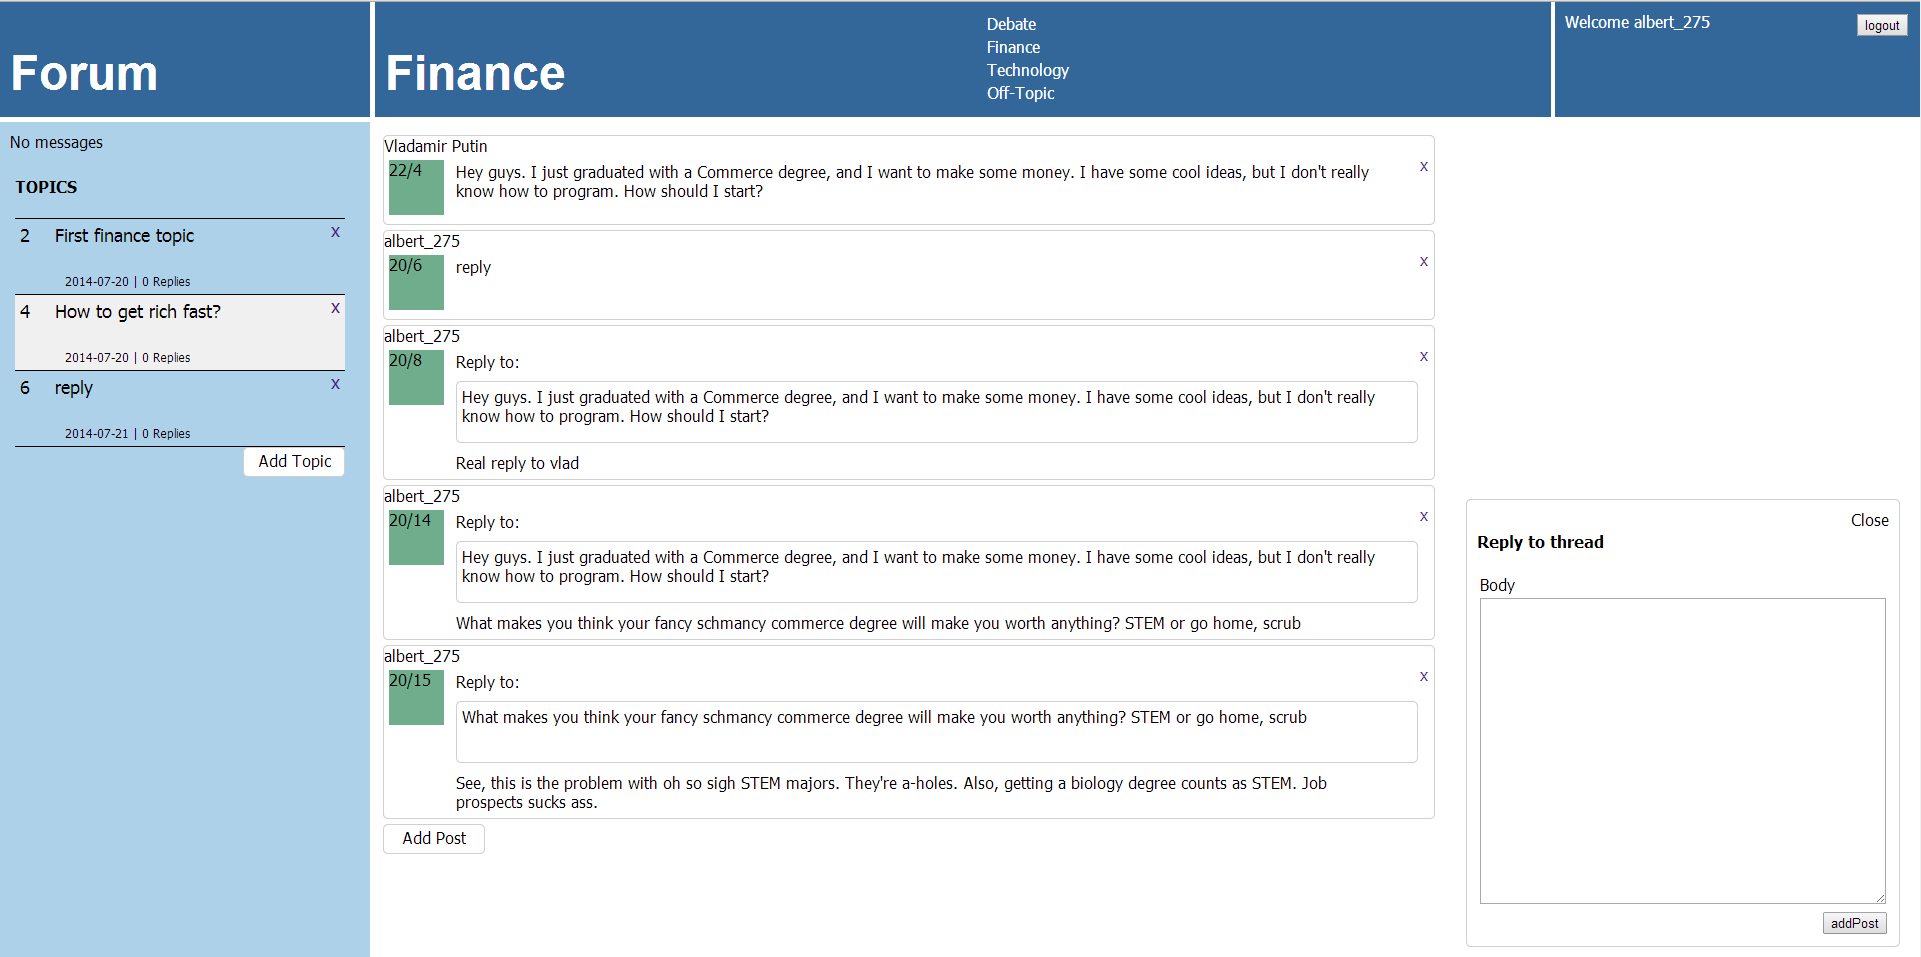 Forum
Finance
Debate
Finance
Technology
Off-Topic
Welcome albert_275
logout
No messages
TOPICS
2 First finance topic x
2014-07-20 | 0 Replies
4 How to get rich fast? x
2014-07-20 | 0 Replies
6 reply x
2014-07-21 | 0 Replies
Add Topic
Vladamir Putin
22/4
Hey guys. I just graduated with a Commerce degree, and I want to make some money. I have some cool ideas, but I don't really
know how to program. How should I start?
x
albert_275
20/6
reply
x
albert_275
20/8
Reply to:
x
Hey guys. I just graduated with a Commerce degree, and I want to make some money. I have some cool ideas, but I don't really
know how to program. How should I start?
Real reply to vlad
albert_275
20/14
Reply to:
x
Hey guys. I just graduated with a Commerce degree, and I want to make some money. I have some cool ideas, but I don't really
know how to program. How should I start?
What makes you think your fancy schmancy commerce degree will make you worth anything? STEM or go home, scrub
albert_275
20/15
Reply to:
x
What makes you think your fancy schmancy commerce degree will make you worth anything? STEM or go home, scrub
See, this is the problem with oh so sigh STEM majors. They're a-holes. Also, getting a biology degree counts as STEM. Job
prospects sucks ass.
Add Post
Close
Reply to thread
Body
addPost